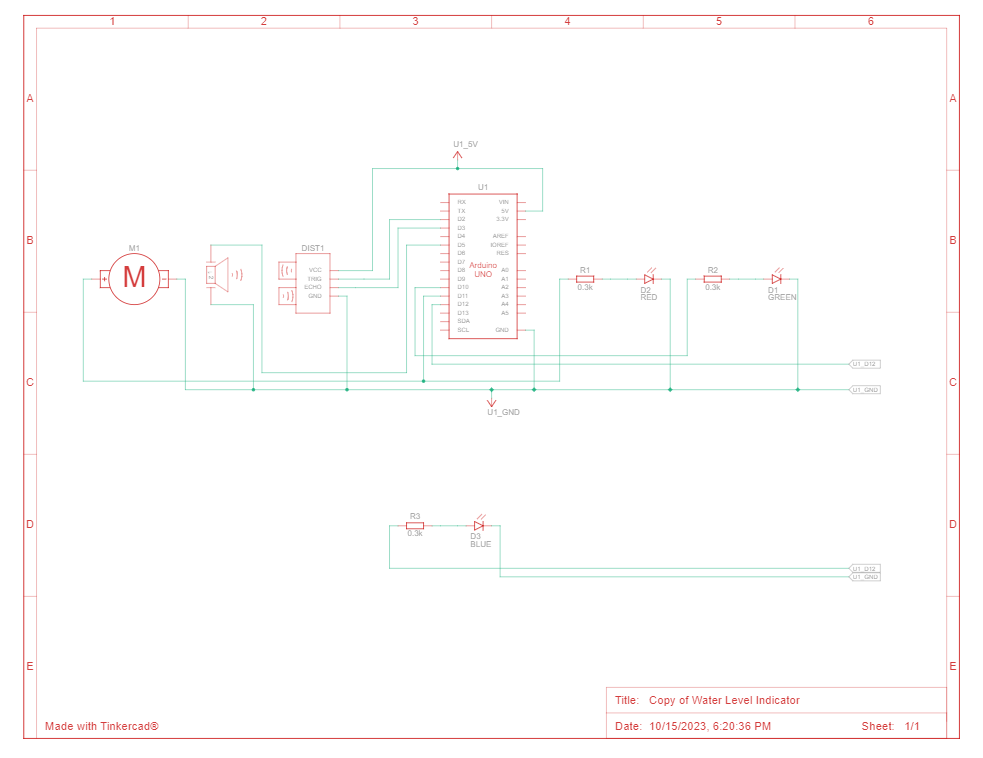 1 2 3 4 5 6
A A
U1_5V
U1
RX VIN
TX 5V
D2 3.3V
D3
D4 AREF
D5 IOREF
D6 RES
D7
D8 A0
D9 A1
D10 A2
D11 A3
D12 A4
D13 A5
SDA
SCL GND
Arduino
UNO
B B
M1
M
+ -
DIST1
VCC
TRIG
ECHO
GND
R1
0.3k
D2
RED
R2
0.3k
D1
GREEN
U1_D12
C C
U1_GND
U1_GND
R3
0.3k
D3
BLUE
D D
U1_D12
U1_GND
E E
Title: Copy of Water Level Indicator
Made with Tinkercad®
Date: 10/15/2023, 6:20:36 PM Sheet: 1/1